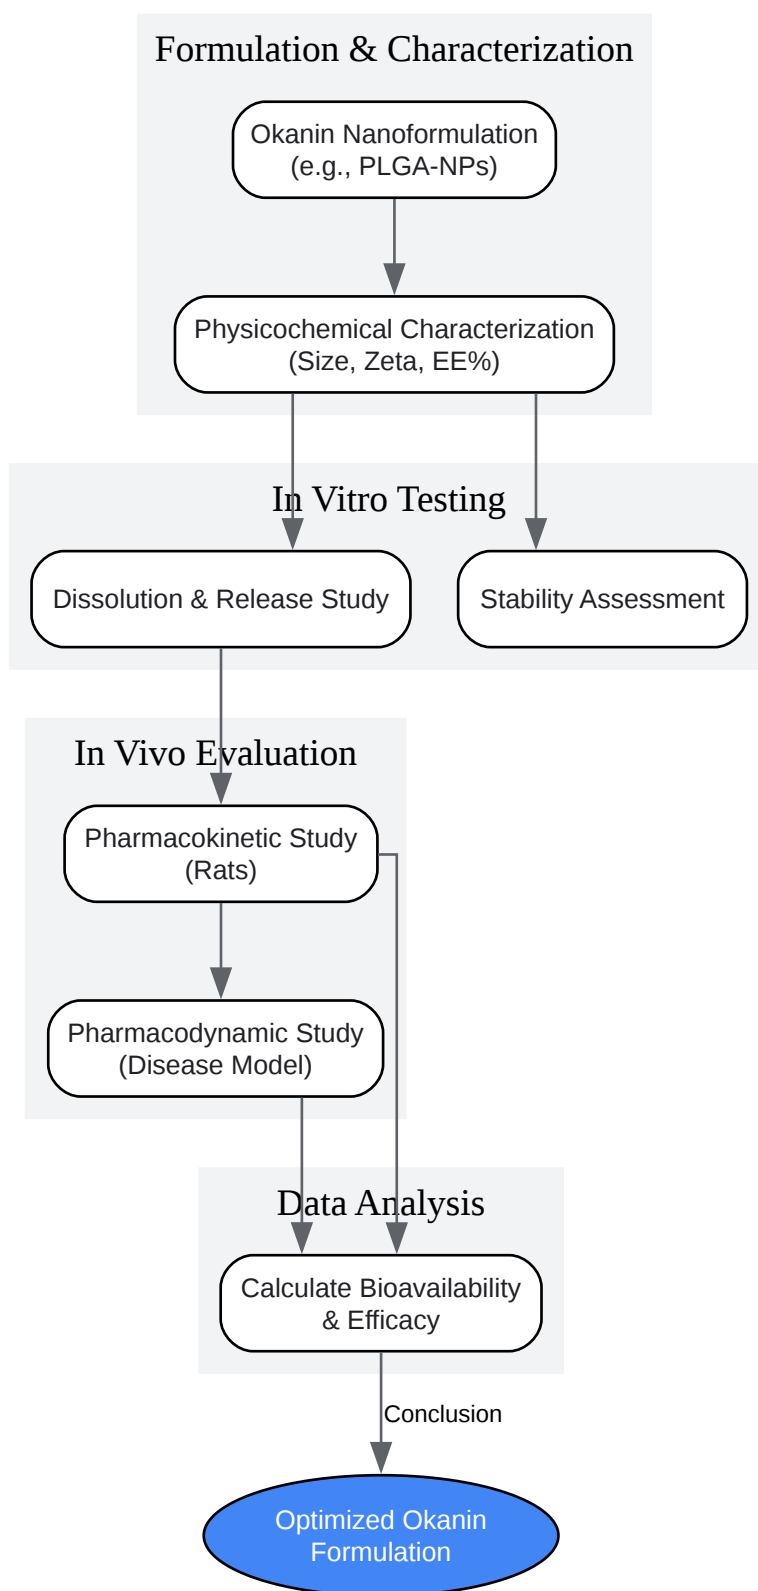 Formulation & Characterization
Okanin Nanoformulation
(e.g., PLGA-NPs)
Physicochemical Characterization
(Size, Zeta, EE%)
In Vitro Testing
Dissolution & Release Study
Stability Assessment
In Vivo Evaluation
Pharmacokinetic Study
(Rats)
Pharmacodynamic Study
(Disease Model)
Data Analysis
Calculate Bioavailability
& Efficacy
Conclusion
Optimized Okanin
Formulation